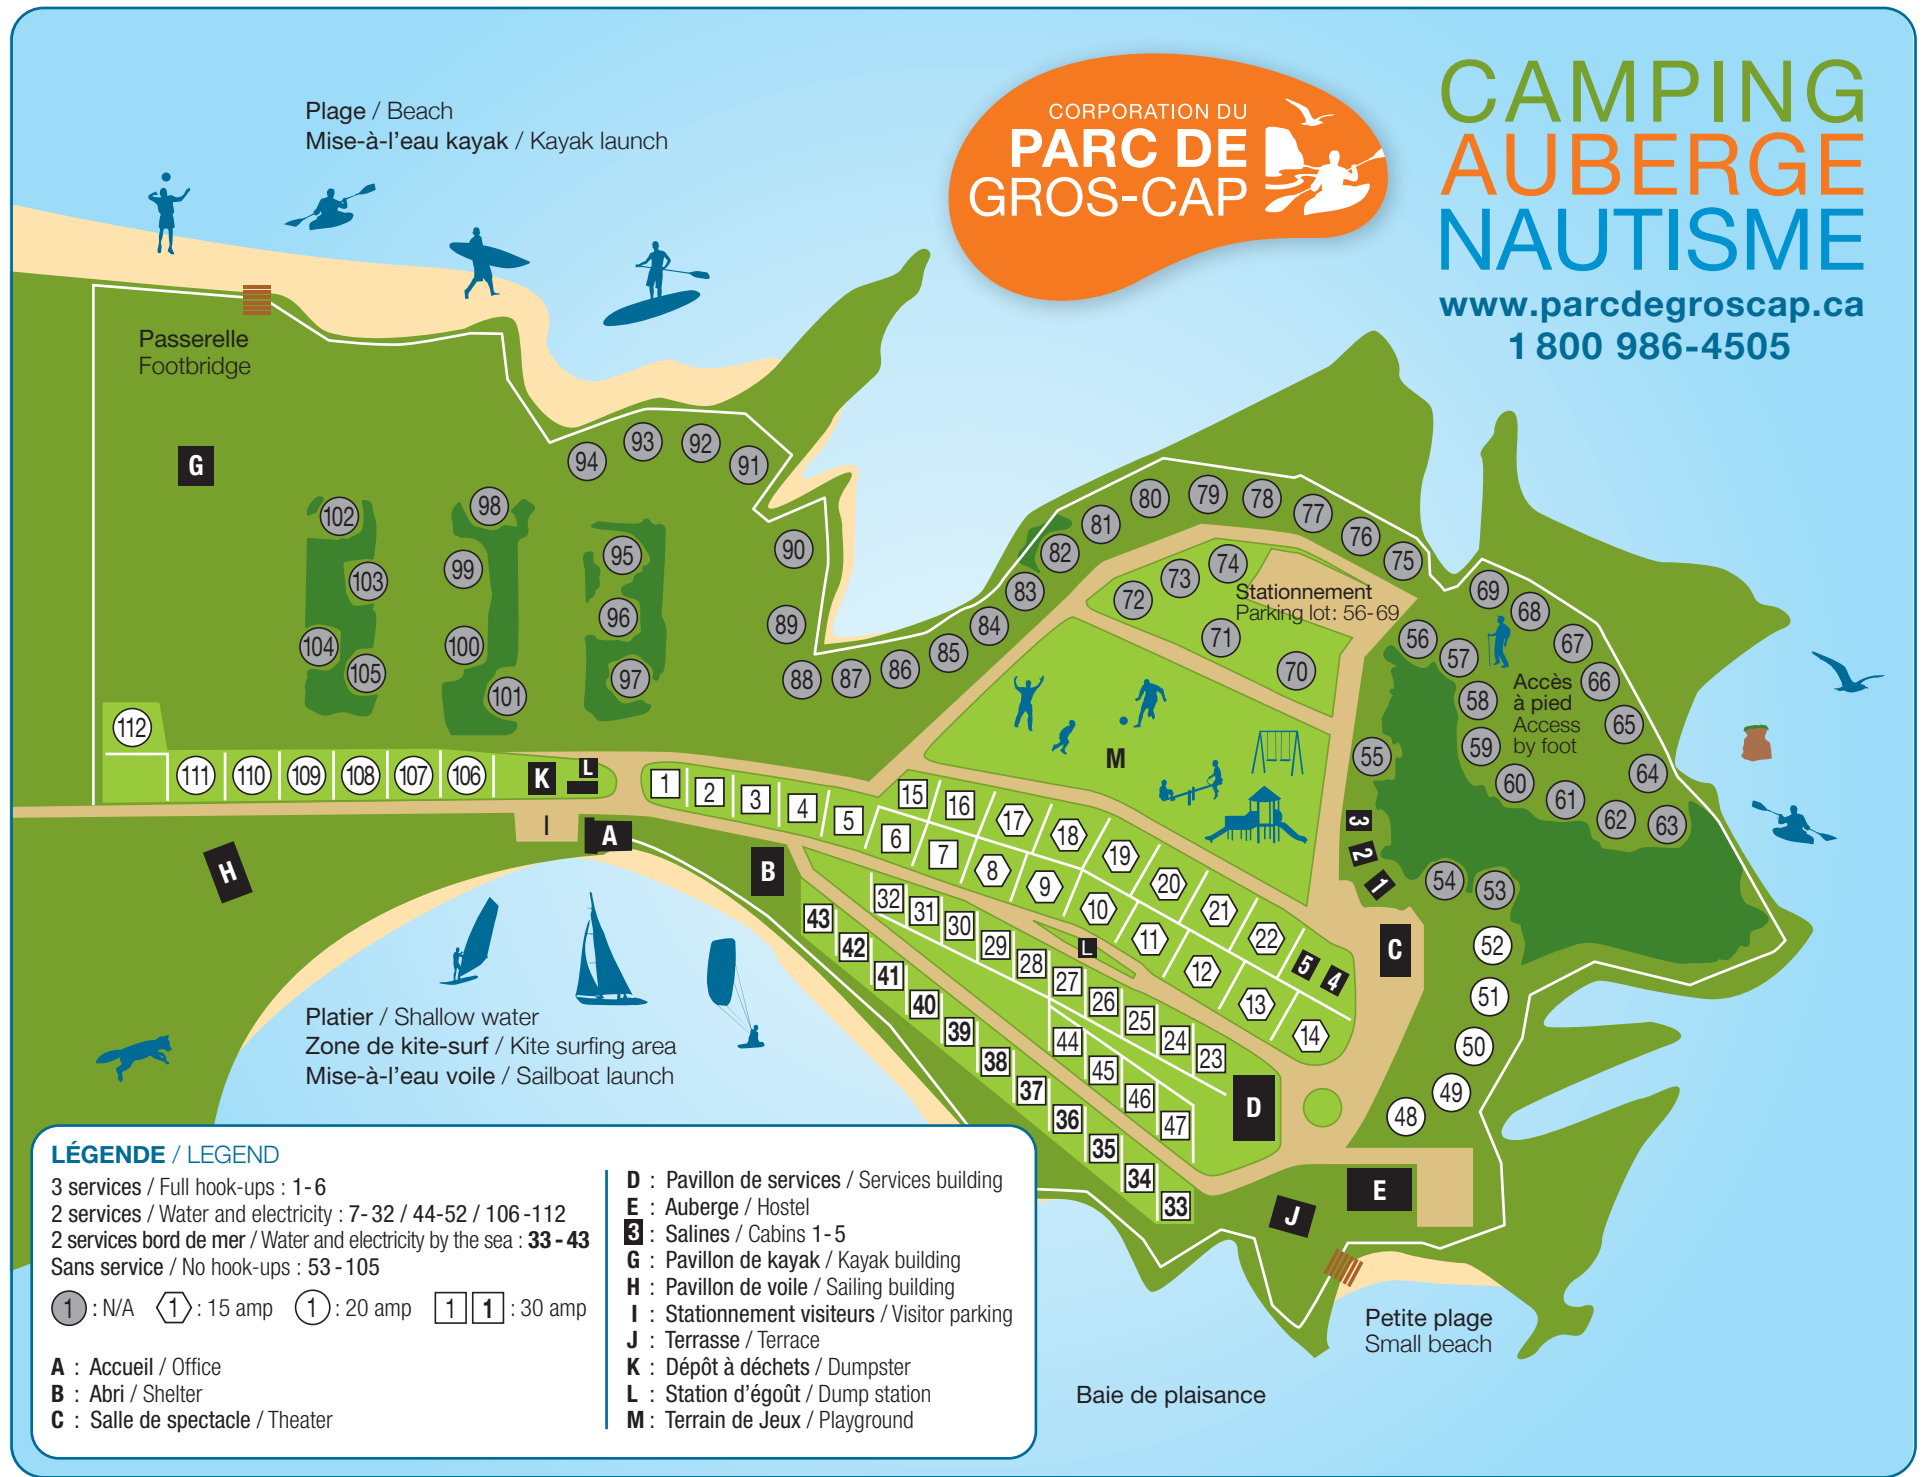 CORPORATION DU
PARC DE
GROS-CAP
CAMPING
AUBERGE
NAUTISME
www.parcdegroscap.ca
1 800 986-4505
Plage / Beach
Mise-à-l'eau kayak / Kayak launch
Passerelle
Footbridge
G
94
93
92
91
102
98
95
90
103
99
96
89
104
100
97
88
105
101
87
86
85
84
83
82
81
80
79
78
77
76
75
72
73
74
Stationnement
Parking lot: 56-69
71
70
69
68
67
66
65
64
63
62
61
60
59
58
57
56
55
54
53
Accès
à pied
Access
by foot
112
111
110
109
108
107
106
K
L
I
A
H
B
M
1
2
3
4
5
6
7
8
9
10
11
12
13
14
15
16
17
18
19
20
21
22
5
4
3
2
1
C
L
32
31
30
29
28
27
26
25
24
23
43
42
41
40
39
38
37
36
35
34
33
44
45
46
47
D
52
51
50
49
48
E
J
Platier / Shallow water
Zone de kite-surf / Kite surfing area
Mise-à-l'eau voile / Sailboat launch
Petite plage
Small beach
Baie de plaisance
LÉGENDE / LEGEND
3 services / Full hook-ups : 1-6
2 services / Water and electricity : 7-32 / 44-52 / 106-112
2 services bord de mer / Water and electricity by the sea : 33-43
Sans service / No hook-ups : 53-105
1 : N/A 1 : 15 amp 1 : 20 amp 1 1 : 30 amp
A : Accueil / Office
B : Abri / Shelter
C : Salle de spectacle / Theater
D : Pavillon de services / Services building
E : Auberge / Hostel
3 : Salines / Cabins 1-5
G : Pavillon de kayak / Kayak building
H : Pavillon de voile / Sailing building
I : Stationnement visiteurs / Visitor parking
J : Terrasse / Terrace
K : Dépôt à déchets / Dumpster
L : Station d'égoût / Dump station
M : Terrain de Jeux / Playground